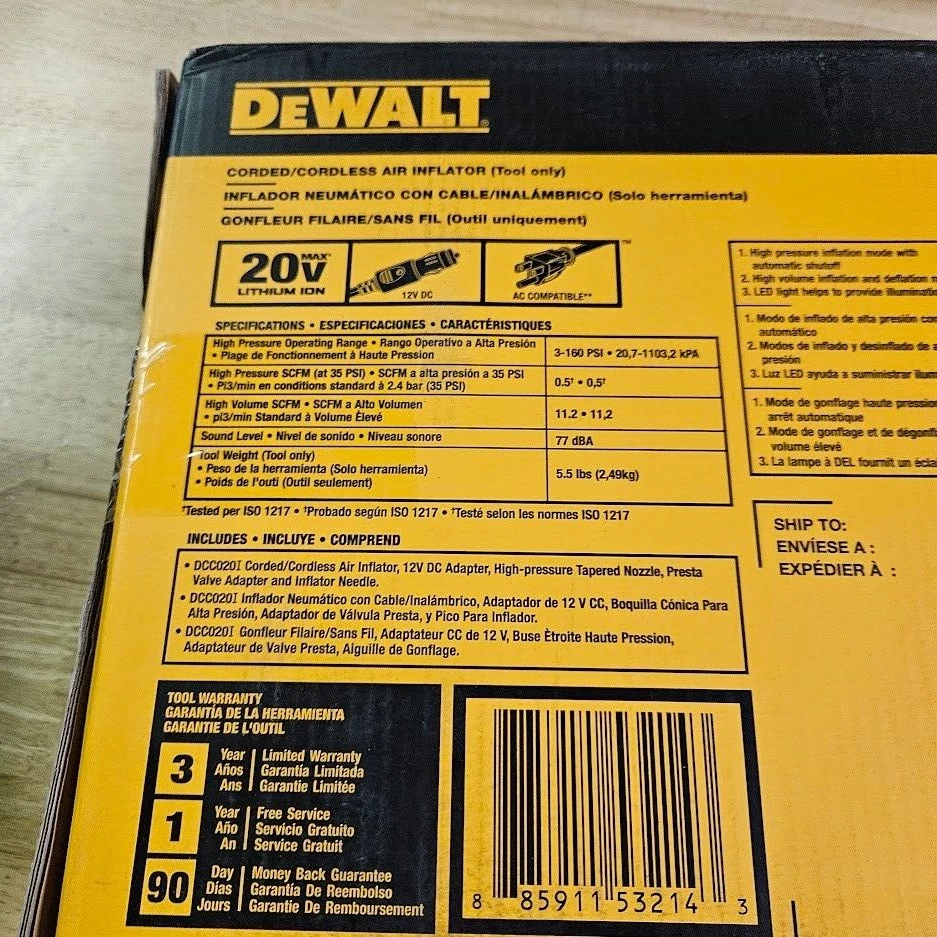 DEWALT
CORDED/CORDLESS AIR INFLATOR (Tool only)
INFLADOR NEUMÁTICO CON CABLE/INALÁMBRICO (Solo herramienta)
GONFLEUR FILAIRE/SANS FIL (Outil uniquement)
20V MAX*
LITHIUM ION
12V DC
AC COMPATIBLE**
TM
SPECIFICATIONS • ESPECIFICACIONES • CARACTÉRISTIQUES
High Pressure Operating Range • Rango Operativo a Alta Presión
• Plage de Fonctionnement à Haute Pression
3-160 PSI • 20,7-1103,2 kPA
High Pressure SCFM (at 35 PSI) • SCFM a alta presión a 35 PSI
• PI3/min en conditions standard à 2.4 bar (35 PSI)
0.5† • 0,5†
High Volume SCFM • SCFM a Alto Volumen
• pi3/min Standard à Volume Élevé
11.2 • 11,2
Sound Level • Nivel de sonido • Niveau sonore
77 dBA
Tool Weight (Tool only)
• Peso de la herramienta (Solo herramienta)
• Poids de l'outi (Outil seulement)
5.5 lbs (2,49kg)
†Tested per ISO 1217 • †Probado según ISO 1217 • †Testé selon les normes ISO 1217
INCLUDES • INCLUYE • COMPREND
• DCC020I Corded/Cordless Air Inflator, 12V DC Adapter, High-pressure Tapered Nozzle, Presta
Valve Adapter and Inflator Needle.
• DCC020I Inflador Neumático con Cable/Inalámbrico, Adaptador de 12 V CC, Boquilla Cónica Para
Alta Presión, Adaptador de Válvula Presta, y Pico Para Inflador.
• DCC020I Gonfleur Filaire/Sans Fil, Adaptateur CC de 12 V, Buse Ètroite Haute Pression,
Adaptateur de Valve Presta, Aiguille de Gonflage.
TOOL WARRANTY
GARANTÍA DE LA HERRAMIENTA
GARANTIE DE L'OUTIL
3 Year Limited Warranty
Años Garantía Limitada
Ans Garantie Limitée
1 Year Free Service
Año Servicio Gratuito
An Service Gratuit
90 Day Money Back Guarantee
Días Garantía De Reembolso
Jours Garantie De Remboursement
8 85911 53214 3
1. High pressure inflation mode with
automatic shutoff
2. High volume inflation and deflation
3. LED light helps to provide
1. Modo de inflado de alta presión
automático
2. Modos de inflado y desinflado de
presión
3. Luz LED ayuda a suministrar
1. Mode de gonflage haute pression
arrêt automatique
2. Mode de gonflage et de
volume élevé
3. La lampe à DEL fournit un
SHIP TO:
ENVÍESE A :
EXPÉDIER À :